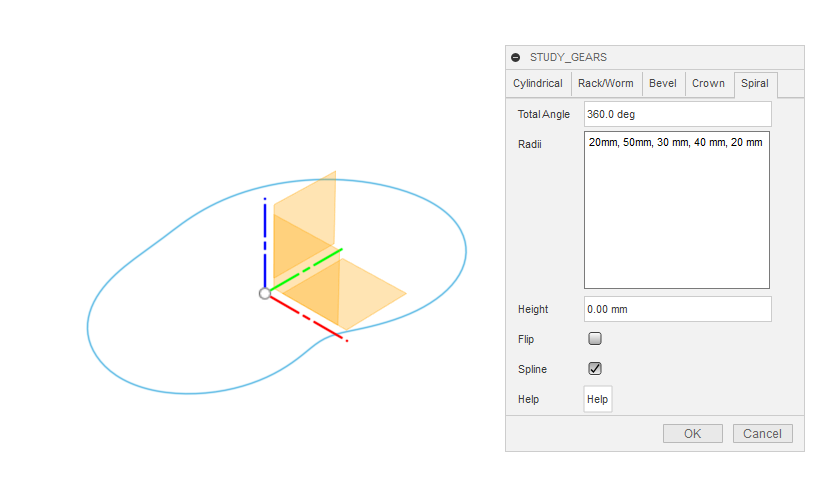 STUDY_GEARS
Cylindrical Rack/Worm Bevel Crown Spiral
Total Angle 360.0 deg
Radii 20mm, 50mm, 30 mm, 40 mm, 20 mm
Height 0.00 mm
Flip
Spline
Help Help
OK Cancel